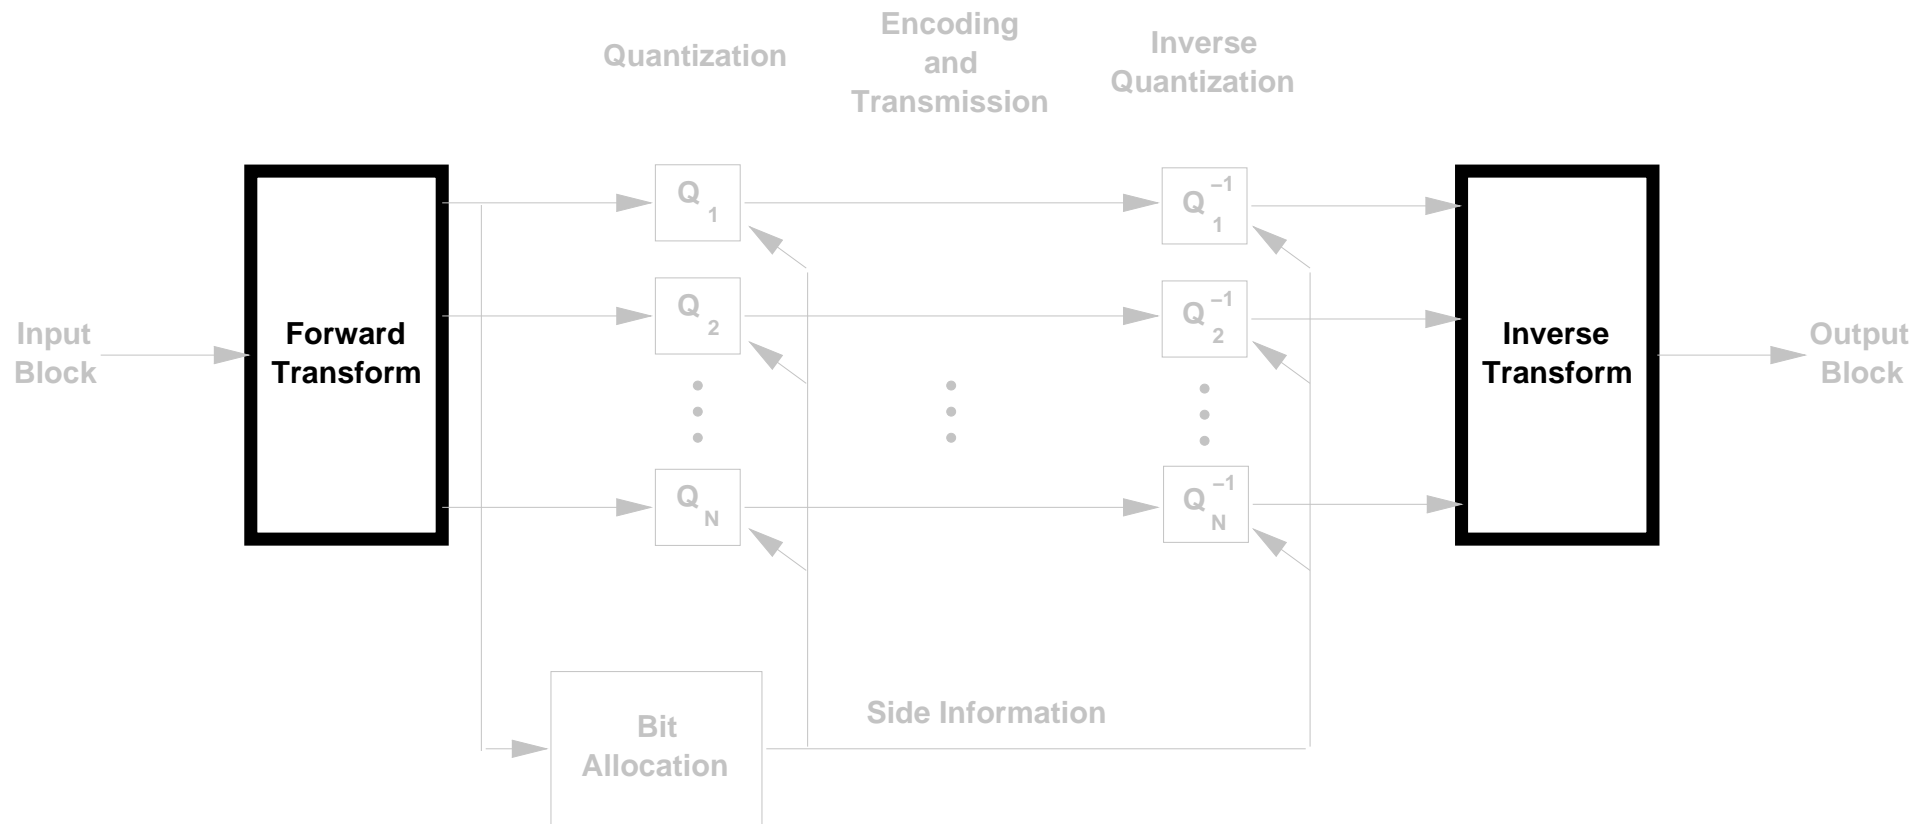 Quantization
Encoding
and
Transmission
Inverse
Quantization
Input
Block
Forward
Transform
Q
1
Q
2
Q
N
Q
–1
1
Q
–1
2
Q
–1
N
Inverse
Transform
Output
Block
Bit
Allocation
Side Information